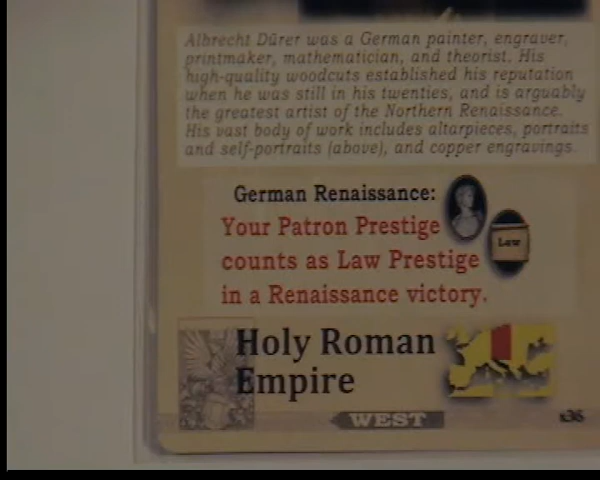 Albrecht Dürer was a German painter, engraver,
printmaker, mathematician, and theorist. His
high-quality woodcuts established his reputation
when he was still in his twenties, and is arguably
the greatest artist of the Northern Renaissance.
His vast body of work includes altarpieces, portraits
and self-portraits (above), and copper engravings.
German Renaissance:
Your Patron Prestige
counts as Law Prestige
Law
in a Renaissance victory.
Holy Roman
Empire
WEST
x36